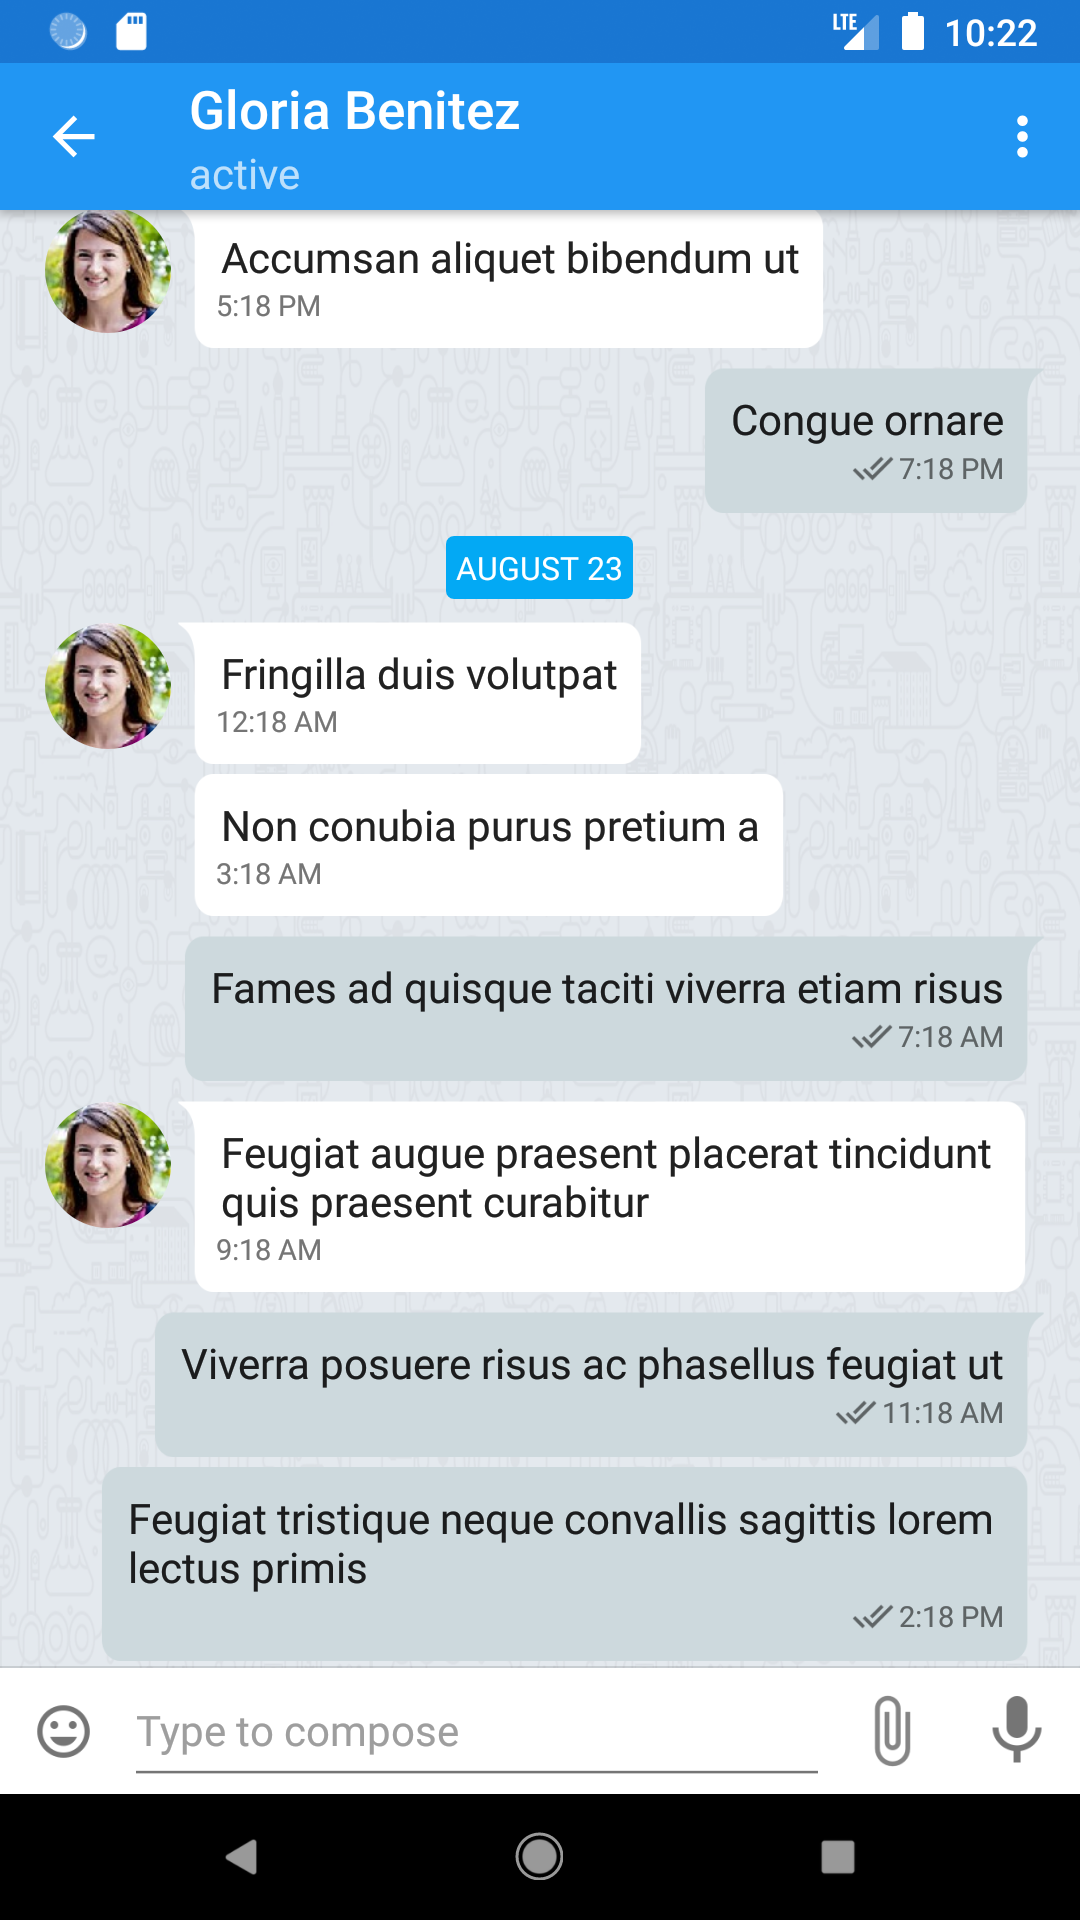 LTE 10:22
Gloria Benitez
active
Accumsan aliquet bibendum ut
5:18 PM
Congue ornare
7:18 PM
AUGUST 23
Fringilla duis volutpat
12:18 AM
Non conubia purus pretium a
3:18 AM
Fames ad quisque taciti viverra etiam risus
7:18 AM
Feugiat augue praesent placerat tincidunt
quis praesent curabitur
9:18 AM
Viverra posuere risus ac phasellus feugiat ut
11:18 AM
Feugiat tristique neque convallis sagittis lorem
lectus primis
2:18 PM
Type to compose